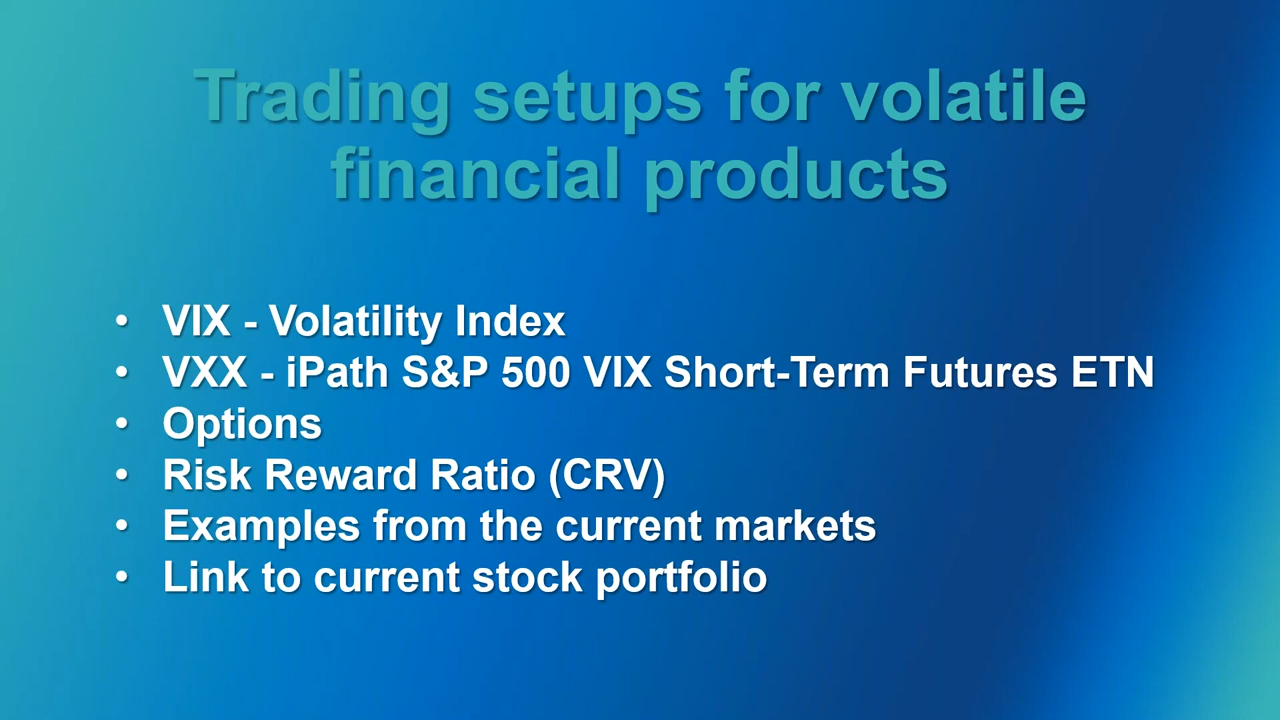 Trading setups for volatile
financial products
• VIX - Volatility Index
• VXX - iPath S&P 500 VIX Short-Term Futures ETN
• Options
• Risk Reward Ratio (CRV)
• Examples from the current markets
• Link to current stock portfolio